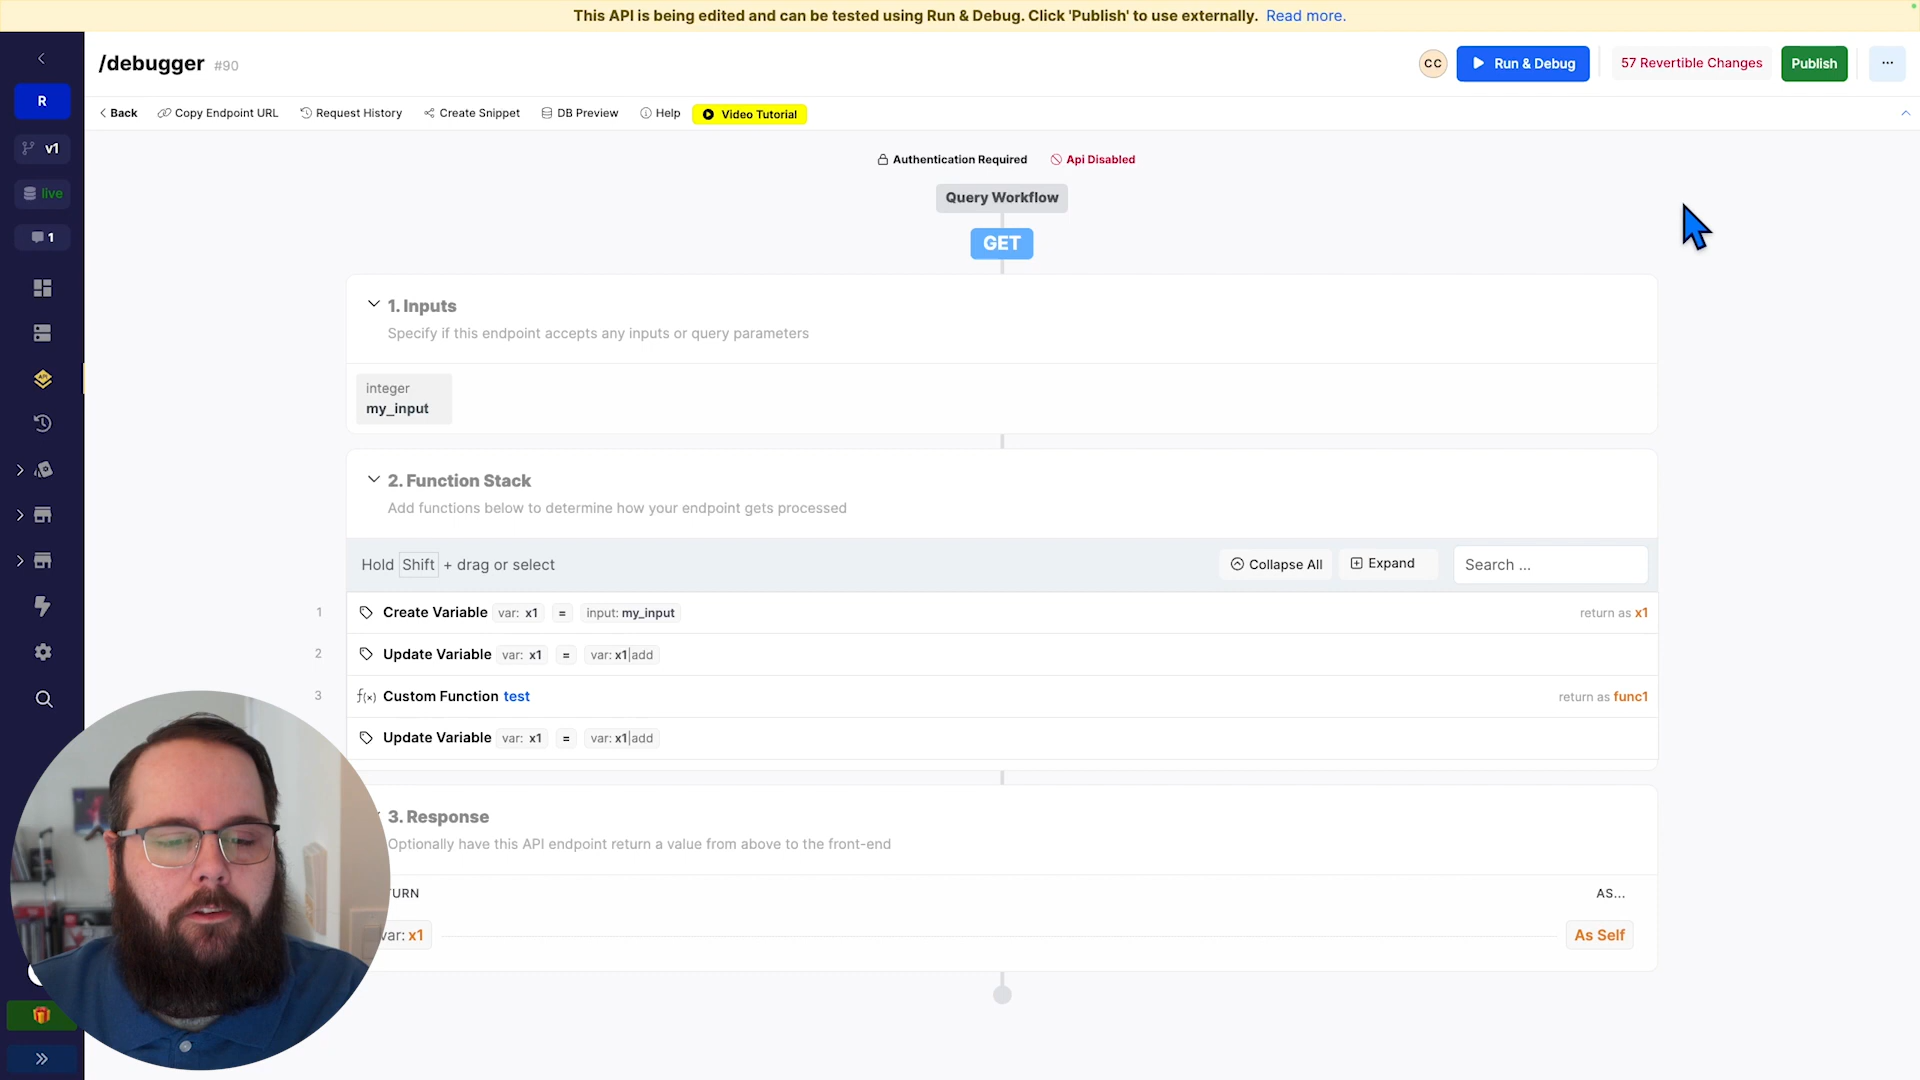 This API is being edited and can be tested using Run & Debug. Click 'Publish' to use externally. Read more.
/debugger #90
CC
Run & Debug
57 Revertible Changes
Publish
R
Back
Copy Endpoint URL
Request History
Create Snippet
DB Preview
Help
Video Tutorial
v1
live
1
Authentication Required
Api Disabled
Query Workflow
GET
1. Inputs
Specify if this endpoint accepts any inputs or query parameters
integer
my_input
2. Function Stack
Add functions below to determine how your endpoint gets processed
Hold Shift + drag or select
Collapse All
Expand
Search ...
1 Create Variable var: x1 = input: my_input return as x1
2 Update Variable var: x1 = var: x1|add
3 f(x) Custom Function test return as func1
Update Variable var: x1 = var: x1|add
3. Response
Optionally have this API endpoint return a value from above to the front-end
URN AS...
var: x1 As Self